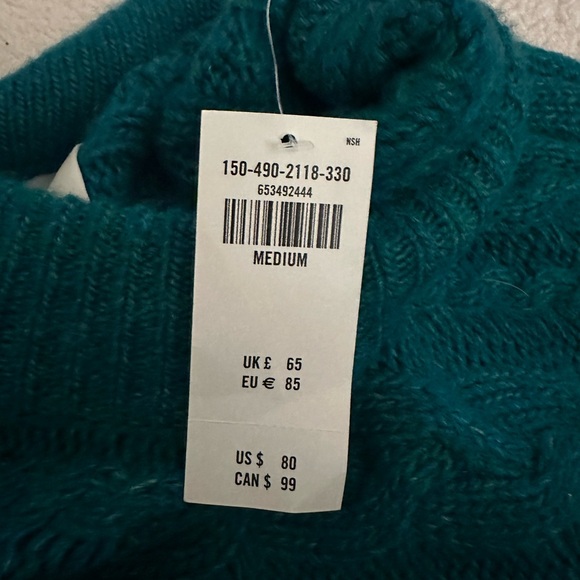 NSH
150-490-2118-330
653492444
MEDIUM
UK £ 65
EU € 85
US $ 80
CAN $ 99